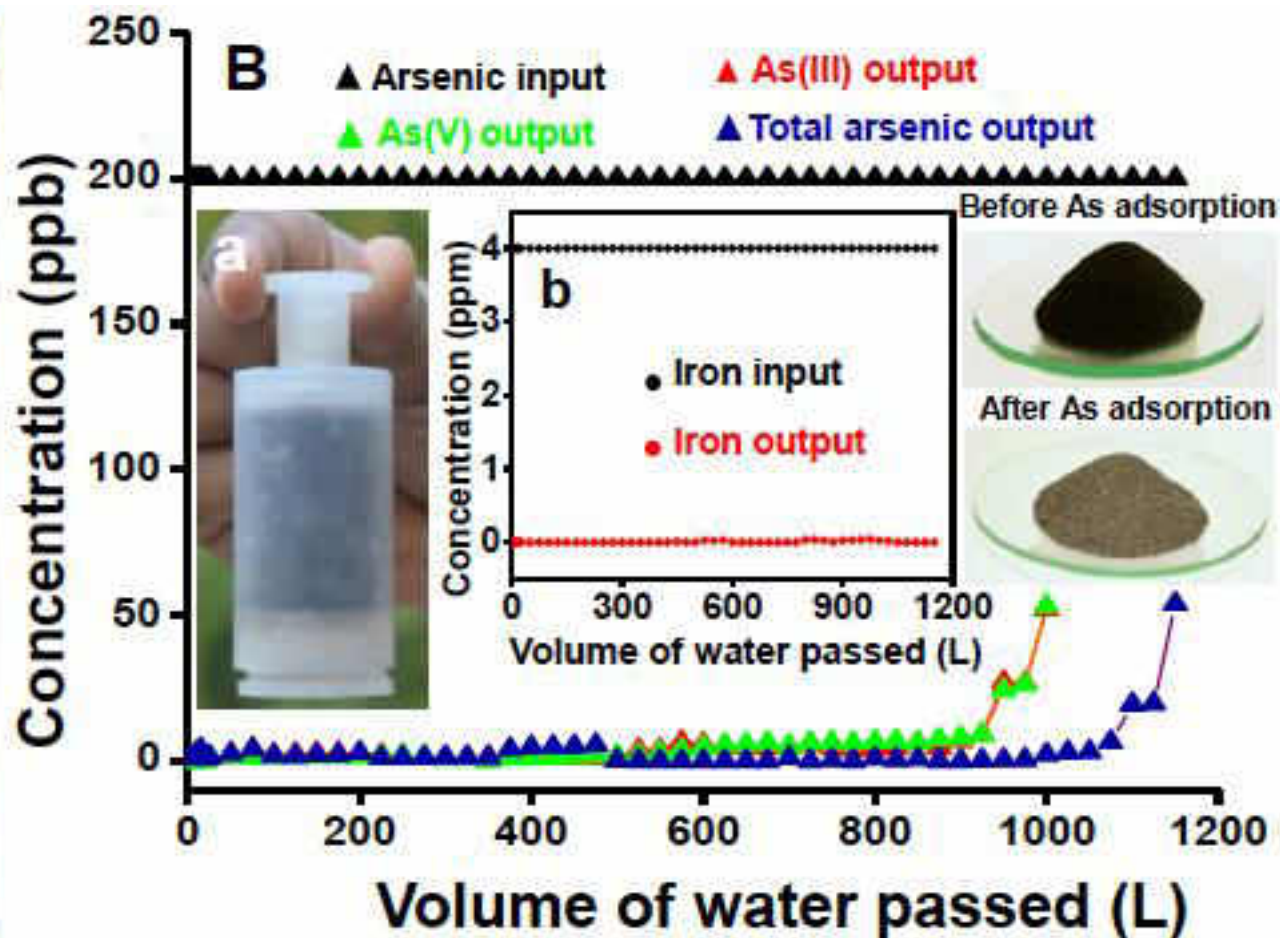 B
▲ Arsenic input
▲ As(III) output
▲ As(V) output
▲ Total arsenic output
Concentration (ppb)
250
200
150
100
50
0
0 200 400 600 800 1000 1200
Volume of water passed (L)
a
b
Concentration (ppm)
4
3
2
1
0
• Iron input
• Iron output
0 300 600 900 1200
Volume of water passed (L)
Before As adsorption
After As adsorption